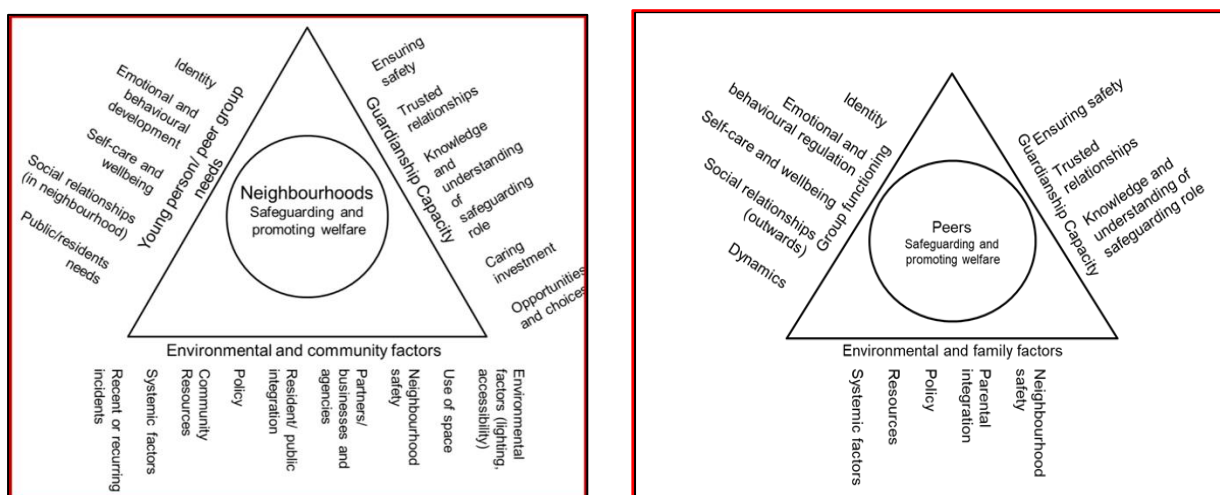 Identity
Emotional and
behavioural
development
Self-care and
wellbeing
Social relationships
(in neighbourhood)
Public/residents
needs
Young person/ peer group
needs
Neighbourhoods
Safeguarding and
promoting welfare
Guardianship Capacity
Ensuring
safety
Trusted
relationships
Knowledge
and
understanding
of
safeguarding
role
Caring
investment
Opportunities
and choices
Environmental and community factors
Recent or recurring
incidents
Systemic factors
Community
Resources
Policy
Resident/ public
integration
Partners/
businesses and
agencies
Neighbourhood
safety
Use of space
Environmental
factors (lighting,
accessibility)
Identity
Emotional and
behavioural regulation
Self-care and wellbeing
Social relationships
(outwards)
Dynamics
Group functioning
Peers
Safeguarding and
promoting welfare
Guardianship Capacity
Ensuring safety
Trusted
relationships
Knowledge and
understanding of
safeguarding role
Environmental and family factors
Systemic factors
Resources
Policy
Parental
integration
Neighbourhood
safety